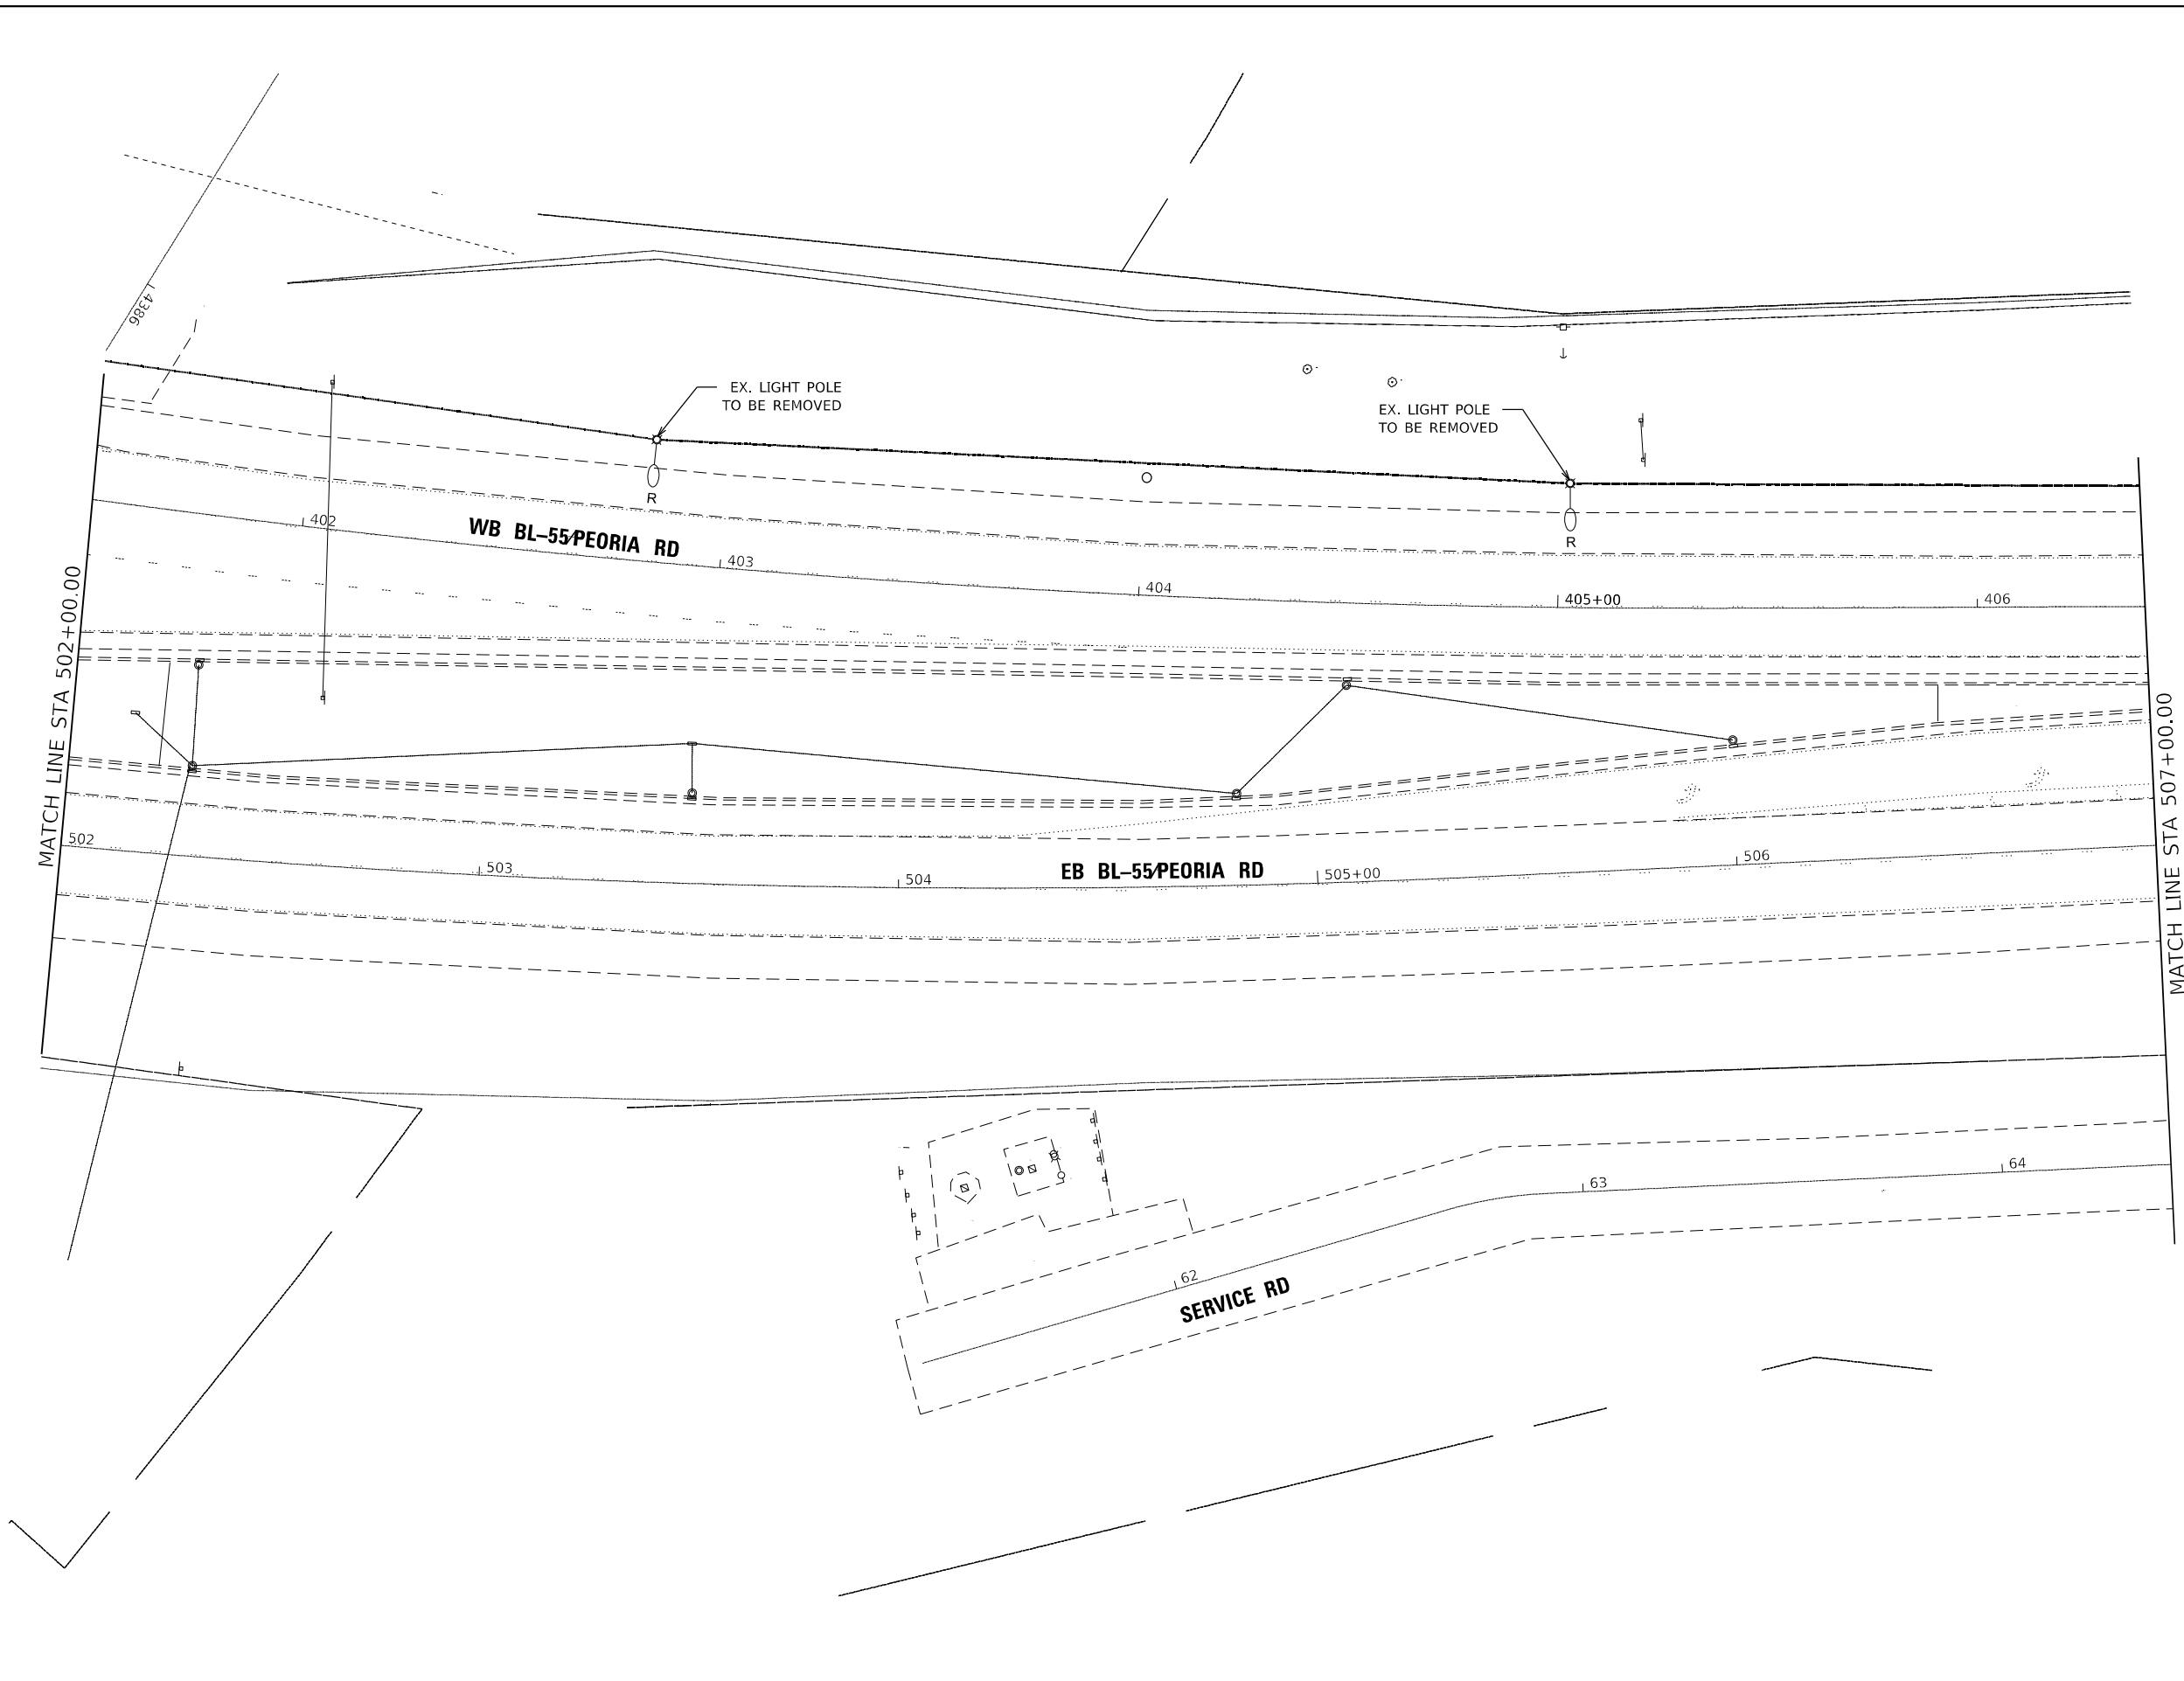 L 4386
EX. LIGHT POLE
TO BE REMOVED
EX. LIGHT POLE
TO BE REMOVED
R
R
402
WB BL-55/PEORIA RD
403
404
405+00
406
MATCH LINE STA 502+00.00
MATCH LINE STA 507+00.00
502
503
504
EB BL-55/PEORIA RD
505+00
506
62
SERVICE RD
63
64